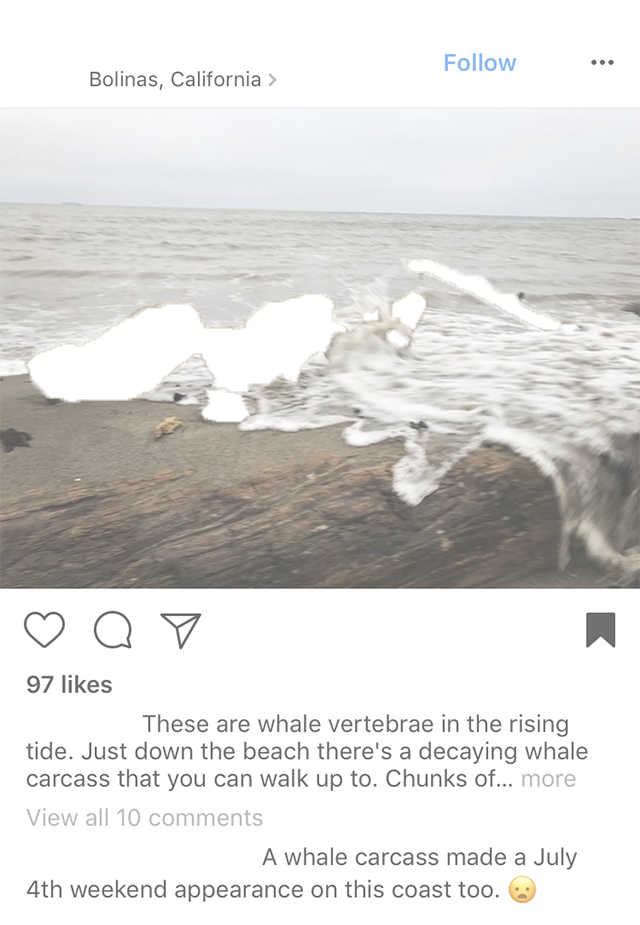 Follow
Bolinas, California
97 likes
These are whale vertebrae in the rising
tide. Just down the beach there's a decaying whale
carcass that you can walk up to. Chunks of... more
View all 10 comments
A whale carcass made a July
4th weekend appearance on this coast too. 😦